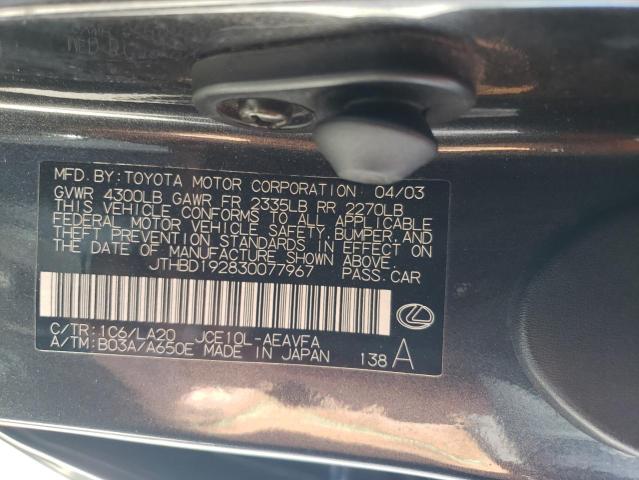 MFD BY:
MFD. BY: TOYOTA MOTOR CORPORATION 04/03
GVWR 4300LB GAWR FR 2335LB RR 2270LB
THIS VEHICLE CONFORMS TO ALL APPLICABLE
FEDERAL MOTOR VEHICLE SAFETY, BUMPER, AND
THEFT PREVENTION STANDARDS IN EFFECT ON
THE DATE OF MANUFACTURE SHOWN ABOVE.
JTHBD192830077967 PASS.CAR
C/TR:1C6/LA20 JCE10L-AEAVFA
A/TM:B03A/A650E MADE IN JAPAN 138 A